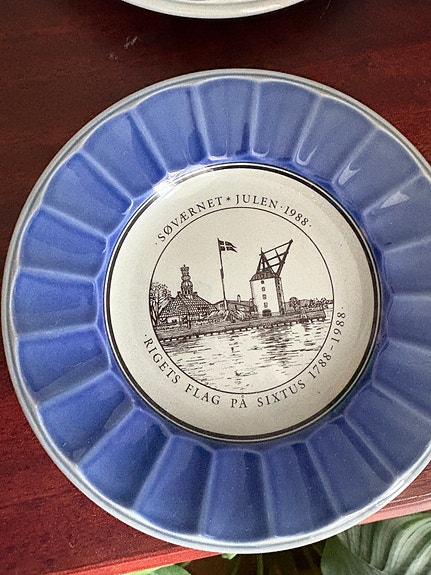 · SØVÆRNET * JULEN · 1988 ·
· RIGETS FLAG PÅ SIXTUS 1788-1988 ·